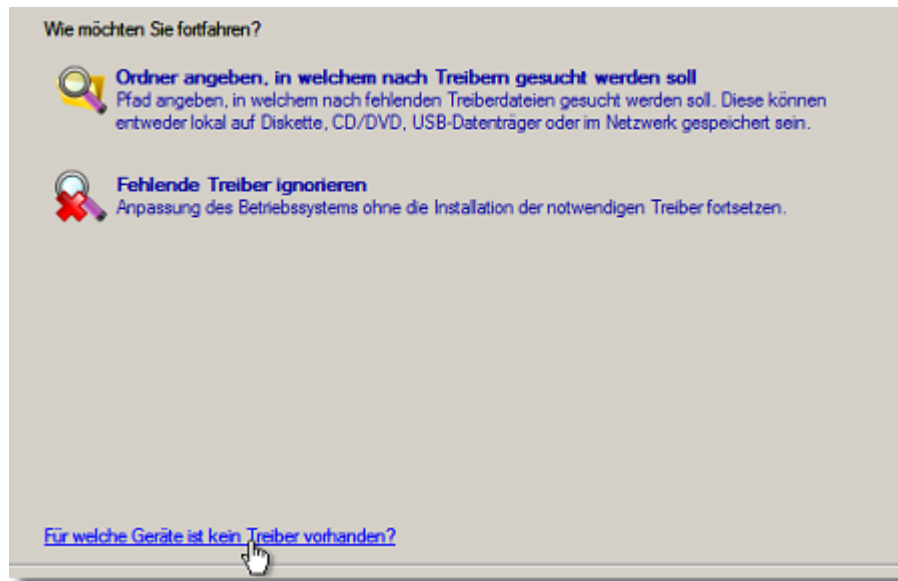 Wie möchten Sie fortfahren?
Ordner angeben, in welchem nach Treibern gesucht werden soll
Pfad angeben, in welchem nach fehlenden Treiberdateien gesucht werden soll. Diese können
entweder lokal auf Diskette, CD/DVD, USB-Datenträger oder im Netzwerk gespeichert sein.
Fehlende Treiber ignorieren
Anpassung des Betriebssystems ohne die Installation der notwendigen Treiber fortsetzen.
Für welche Geräte ist kein Treiber vorhanden?